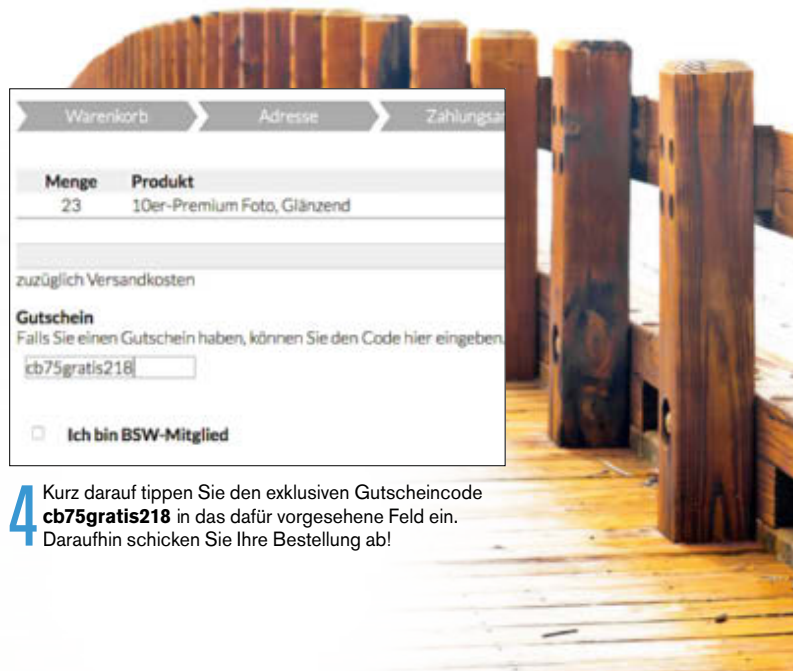 Warenkorb Adresse Zahlungsar
Menge Produkt
23 10er-Premium Foto, Glänzend
zuzüglich Versandkosten
Gutschein
Falls Sie einen Gutschein haben, können Sie den Code hier eingeben.
cb75gratis218
Ich bin BSW-Mitglied
4 Kurz darauf tippen Sie den exklusiven Gutscheincode
cb75gratis218 in das dafür vorgesehene Feld ein.
Daraufhin schicken Sie Ihre Bestellung ab!